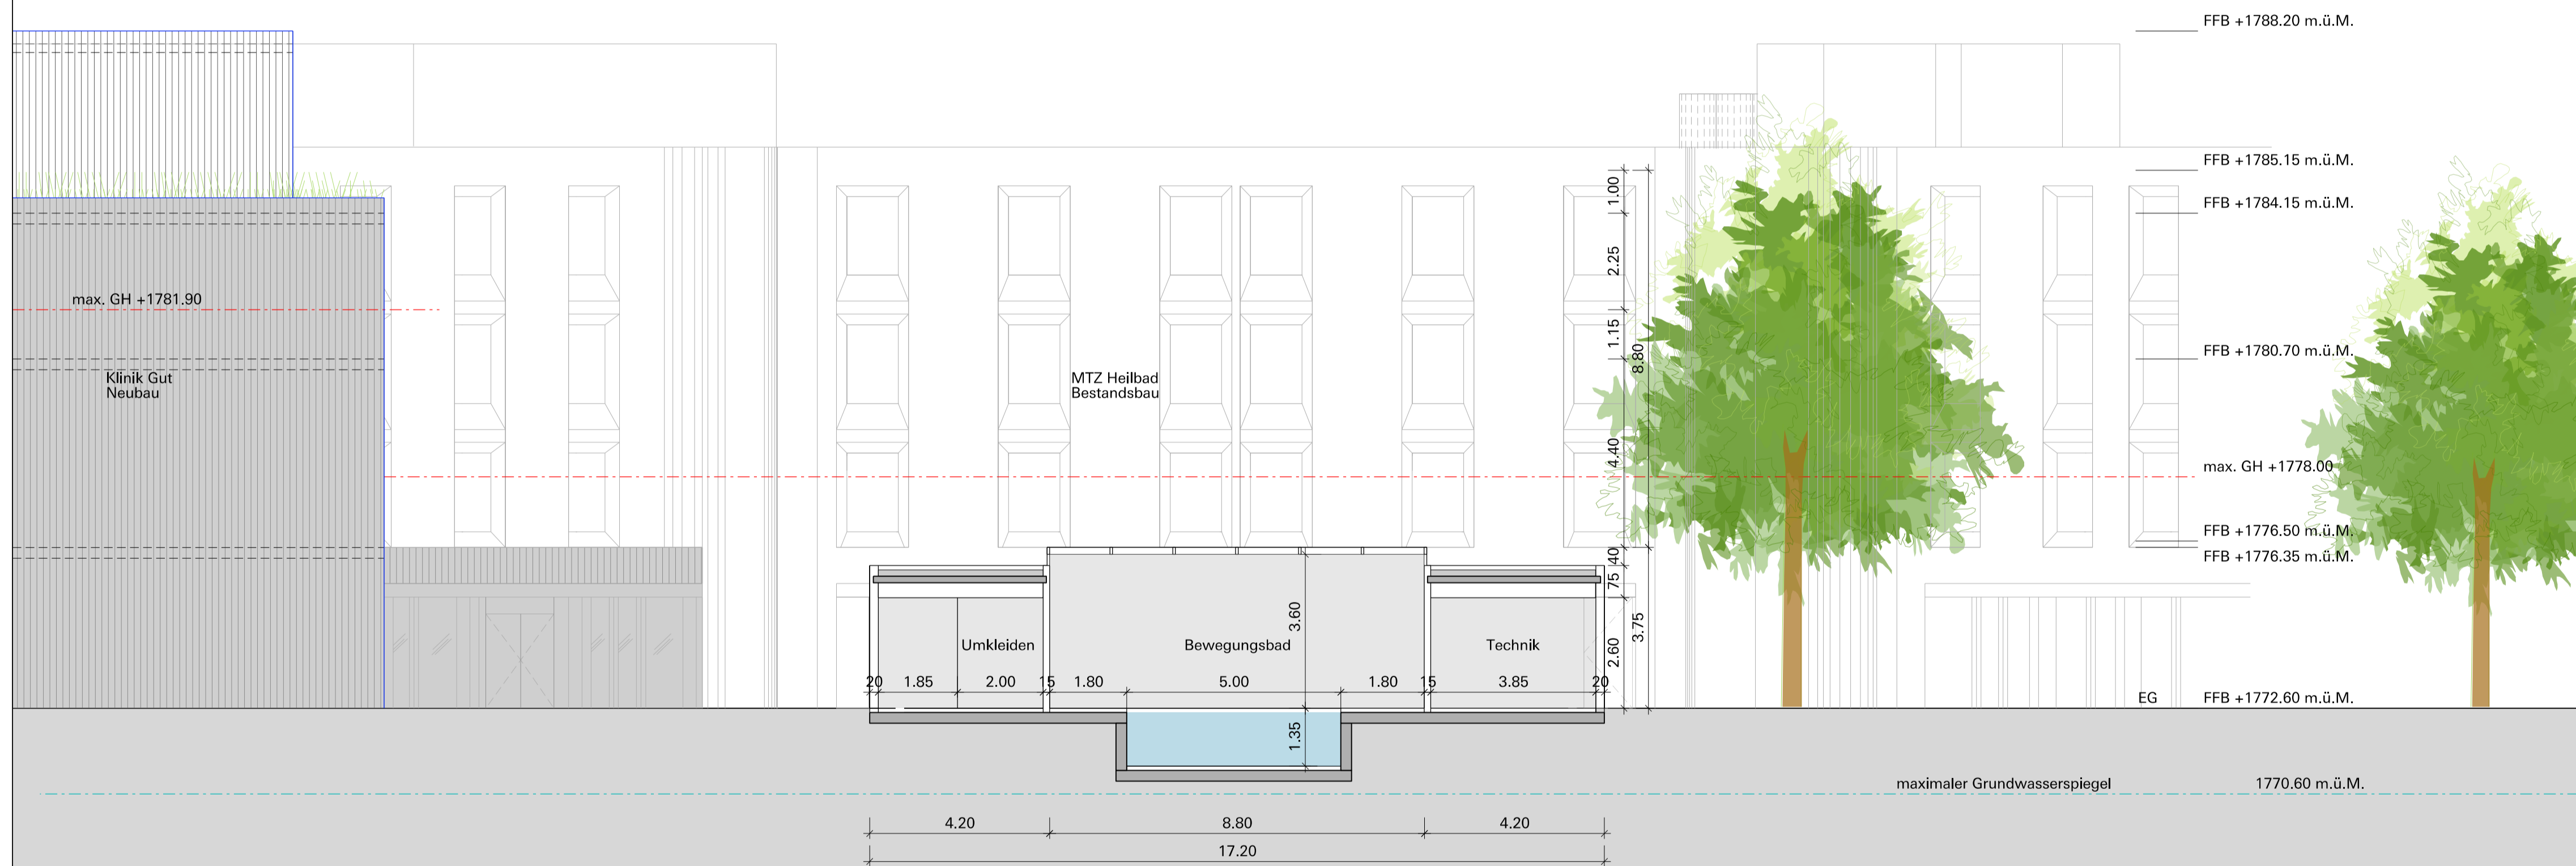 FFB +1788.20 m.ü.M.
FFB +1785.15 m.ü.M.
1.00
FFB +1784.15 m.ü.M.
2.25
max. GH +1781.90
1.15
8.80
FFB +1780.70 m.ü.M.
Klinik Gut
Neubau
MTZ Heilbad
Bestandsbau
4.40
max. GH +1778.00
FFB +1776.50 m.ü.M.
40
FFB +1776.35 m.ü.M.
75
3.60
3.75
2.60
Umkleiden
Bewegungsbad
Technik
20 1.85 2.00 15 1.80 5.00 1.80 15 3.85 20
EG FFB +1772.60 m.ü.M.
1.35
maximaler Grundwasserspiegel 1770.60 m.ü.M.
4.20 8.80 4.20
17.20